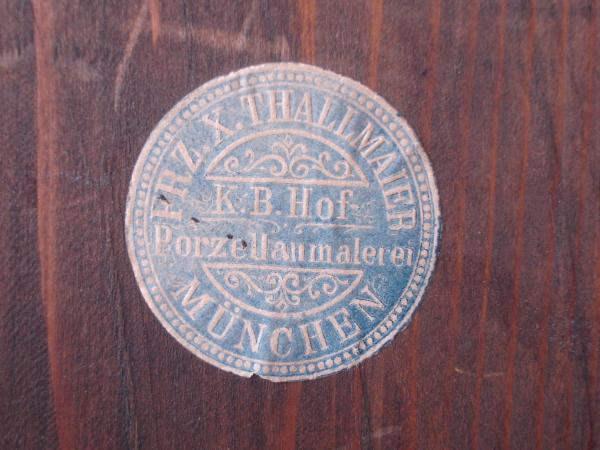 FRZ. X. THALLMAIER
K. B. Hof-
Porzellanmalerei
MÜNCHEN